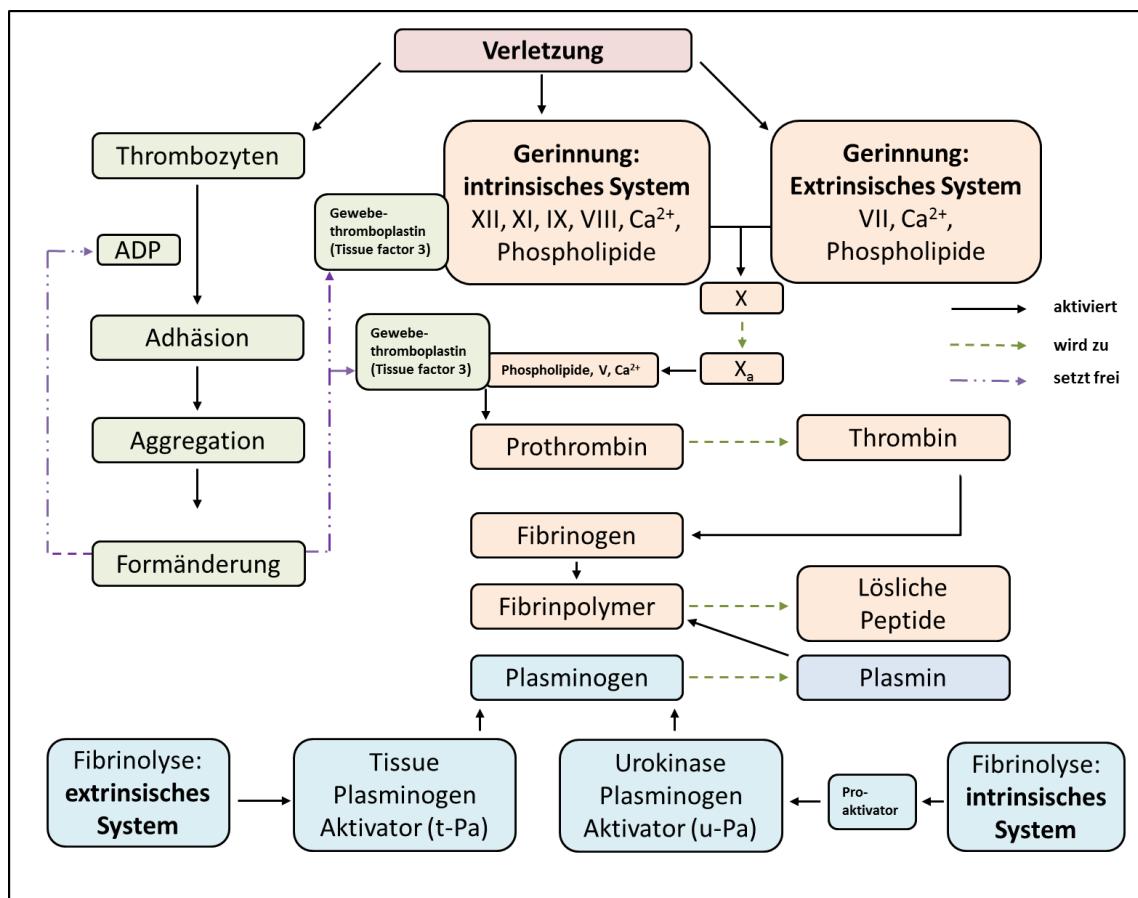 Verletzung
Thrombozyten
ADP
Adhäsion
Aggregation
Formänderung
Gewebe-
thromboplastin
(Tissue factor 3)
Gerinnung:
intrinsisches System
XII, XI, IX, VIII, Ca²⁺,
Phospholipide
Gerinnung:
Extrinsisches System
VII, Ca²⁺,
Phospholipide
X
Xₐ
Gewebe-
thromboplastin
(Tissue factor 3)
Phospholipide, V, Ca²⁺
aktiviert
wird zu
setzt frei
Prothrombin
Thrombin
Fibrinogen
Fibrinpolymer
Lösliche
Peptide
Plasminogen
Plasmin
Fibrinolyse:
extrinsisches
System
Tissue
Plasminogen
Aktivator (t-Pa)
Urokinase
Plasminogen
Aktivator (u-Pa)
Pro-
aktivator
Fibrinolyse:
intrinsisches
System